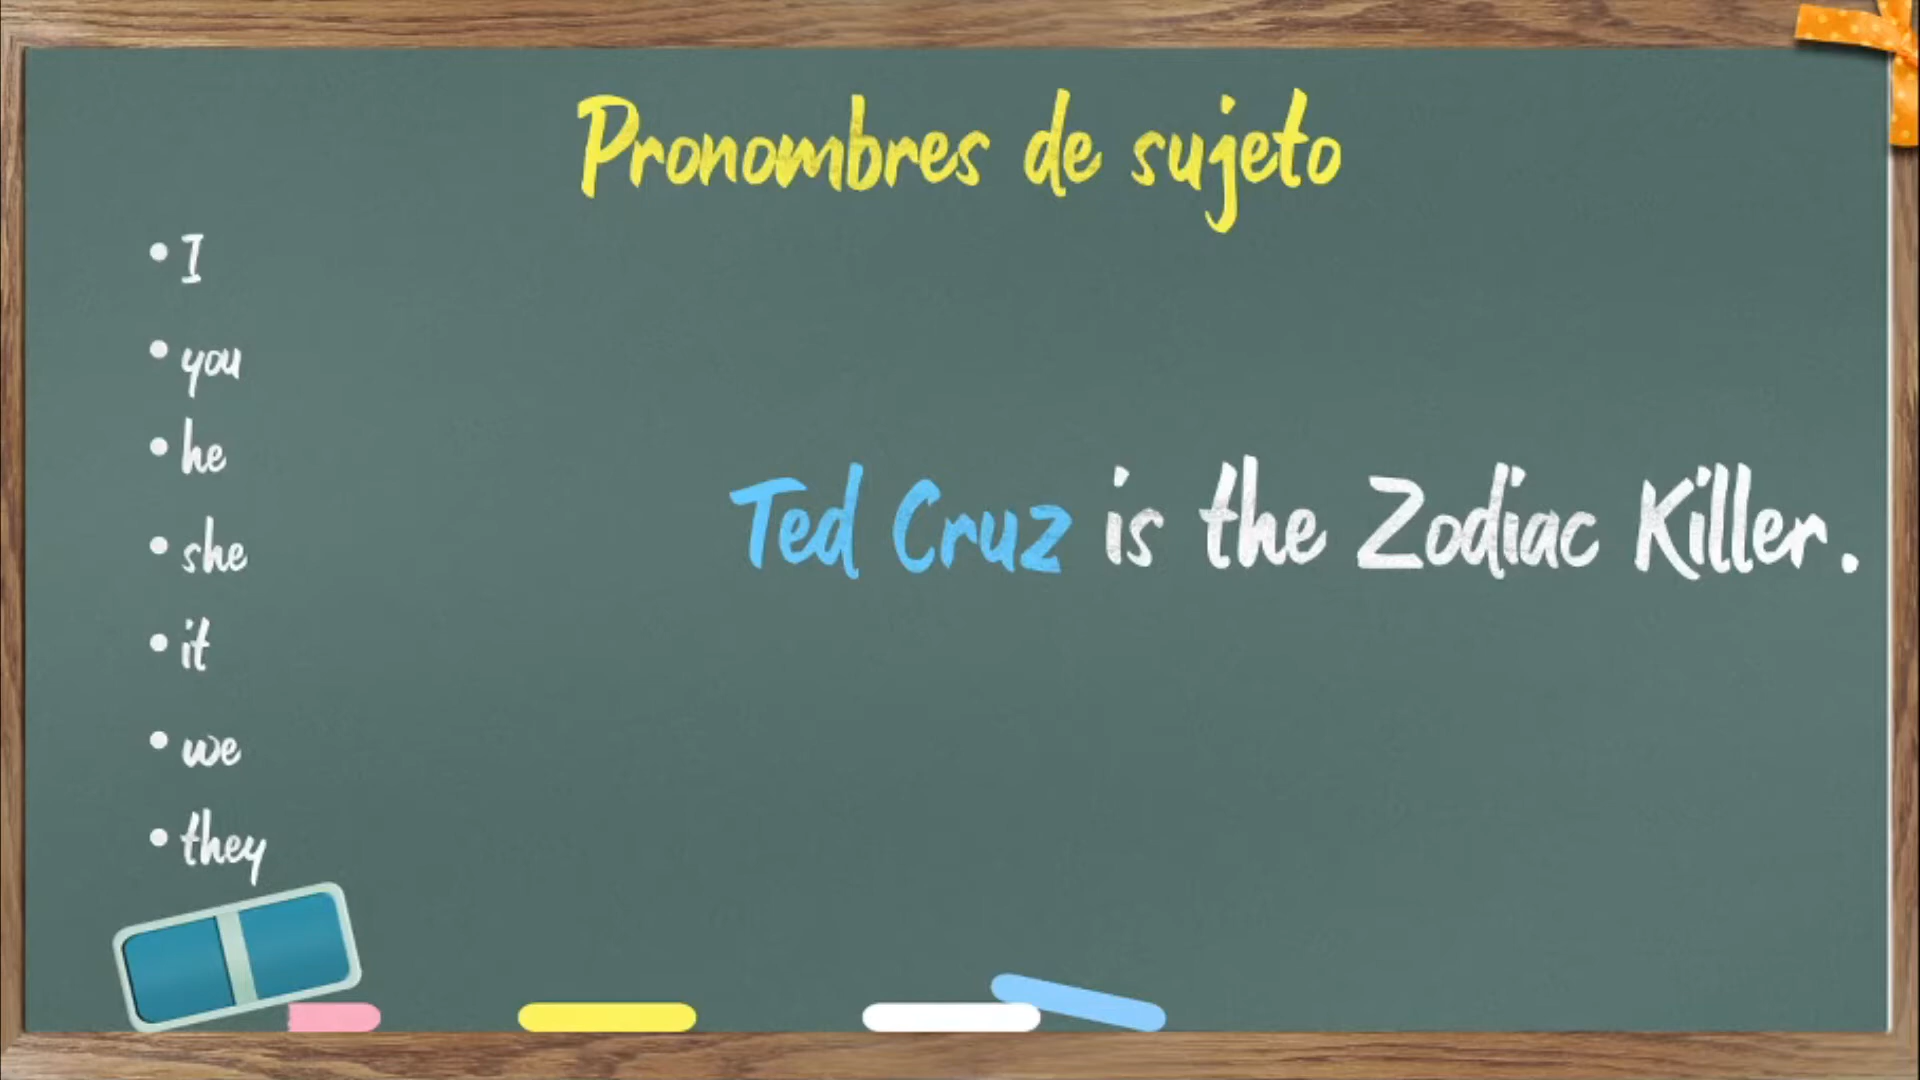 Pronombres de sujeto
• I
• you
• he
• she
• it
• we
• they
Ted Cruz is the Zodiac Killer.